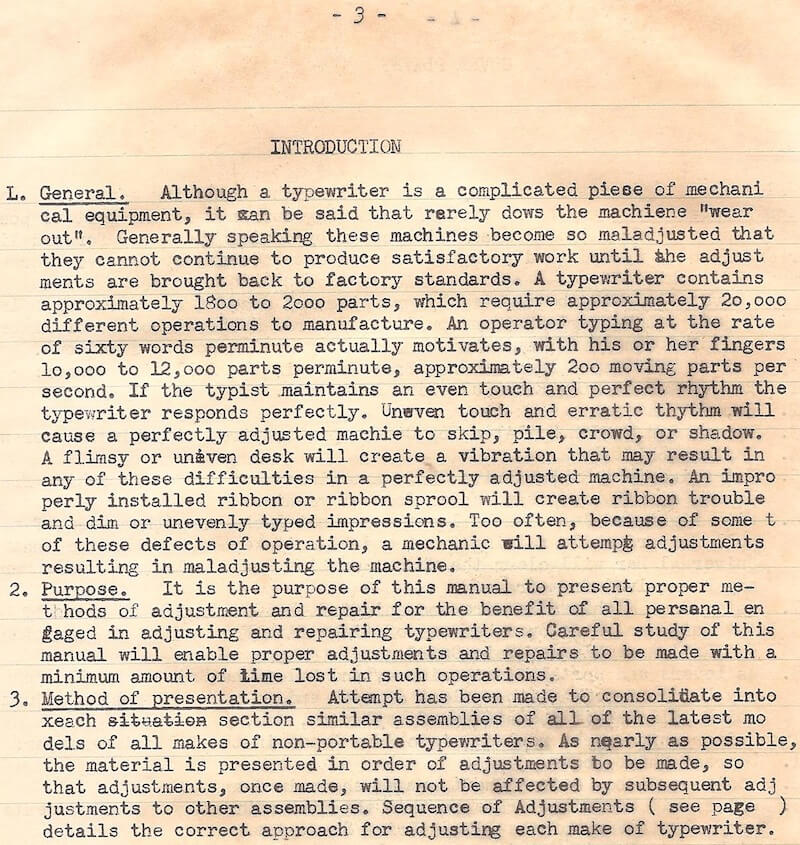 - 3 -
INTRODUCTION
L. General. Although a typewriter is a complicated piese of mechani
cal equipment, it can be said that rarely dows the machiene "wear
out". Generally speaking these machines become so maladjusted that
they cannot continue to produce satisfactory work until the adjust
ments are brought back to factory standards. A typewriter contains
approximately 18oo to 2ooo parts, which require approximately 2o,ooo
different operations to manufacture. An operator typing at the rate
of sixty words perminute actually motivates, with his or her fingers
lo,ooo to 12,ooo parts perminute, approximately 2oo moving parts per
second. If the typist maintains an even touch and perfect rhythm the
typewriter responds perfectly. Uneven touch and erratic thythm will
cause a perfectly adjusted machie to skip, pile, crowd, or shadow.
A flimsy or uneven desk will create a vibration that may result in
any of these difficulties in a perfectly adjusted machine. An impro
perly installed ribbon or ribbon sprool will create ribbon trouble
and dim or unevenly typed impressions. Too often, because of some t
of these defects of operation, a mechanic will attempt adjustments
resulting in maladjusting the machine.
2. Purpose. It is the purpose of this manual to present proper me-
thods of adjustment and repair for the benefit of all persanal en
gaged in adjusting and repairing typewriters. Careful study of this
manual will enable proper adjustments and repairs to be made with a
minimum amount of time lost in such operations.
3. Method of presentation. Attempt has been made to consolidate into
xeach situation section similar assemblies of all of the latest mo
dels of all makes of non-portable typewriters. As nearly as possible,
the material is presented in order of adjustments to be made, so
that adjustments, once made, will not be affected by subsequent adj
justments to other assemblies. Sequence of Adjustments ( see page )
details the correct approach for adjusting each make of typewriter.